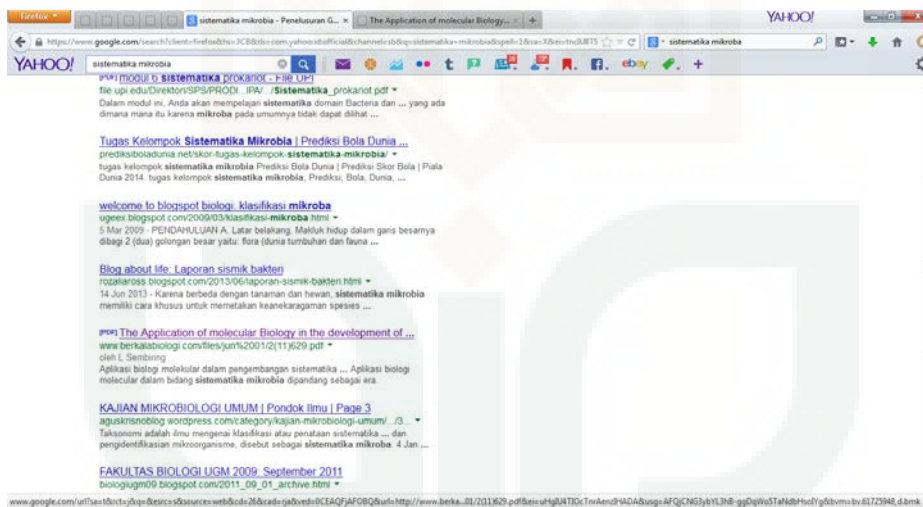 Firefox
sistematika mikrobia - Penelusuran G...
The Application of molecular Biology...
YAHOO!
sistematika mikroba
YAHOO!
sistematika mikrobia
ebay
[PDF] modul 6 sistematika prokariot - File UPI
file.upi.edu/Direktori/SPS/PRODI...IPA/.../Sistematika_prokariot.pdf
Dalam modul ini, Anda akan mempelajari sistematika domain Bacteria dan ... yang ada
dimana mana itu karena mikroba pada umumnya tidak dapat dilihat ...
Tugas Kelompok Sistematika Mikrobia | Prediksi Bola Dunia ...
prediksiboladunia.net/skor-tugas-kelompok-sistematika-mikrobia/
tugas kelompok sistematika mikrobia Prediksi Bola Dunia | Prediksi Skor Bola | Piala
Dunia 2014. tugas kelompok sistematika mikrobia, Prediksi, Bola, Dunia, ...
welcome to blogspot biologi: klasifikasi mikroba
ugeex.blogspot.com/2009/03/klasifikasi-mikroba.html
5 Mar 2009 - PENDAHULUAN A. Latar belakang. Makluk hidup dalam garis besarnya
dibagi 2 (dua) golongan besar yaitu: flora (dunia tumbuhan dan fauna ...
Blog about life: Laporan sismik bakteri
rozaliaross.blogspot.com/2013/06/laporan-sismik-bakteri.html
14 Jun 2013 - Karena berbeda dengan tanaman dan hewan, sistematika mikrobia
memiliki cara khusus untuk memetakan keanekaragaman spesies ...
[PDF] The Application of molecular Biology in the development of ...
www.berkalabiologi.com/files/jun%2001/2(11)629.pdf
oleh L Sembiring
Aplikasi biologi molekular dalam pengembangan sistematika ... Aplikasi biologi
molecular dalam bidang sistematika mikrobia dipandang sebagai era.
KAJIAN MIKROBIOLOGI UMUM | Pondok Ilmu | Page 3
aguskrisnoblog.wordpress.com/category/kajian-mikrobiologi-umum/.../3...
Taksonomi adalah ilmu mengenai klasifikasi atau penataan sistematika ... dan
pengidentifikasian mikroorganisme, disebut sebagai sistematika mikroba. 4 Jan ...
FAKULTAS BIOLOGI UGM 2009: September 2011
biologiugm09.blogspot.com/2011_09_01_archive.html